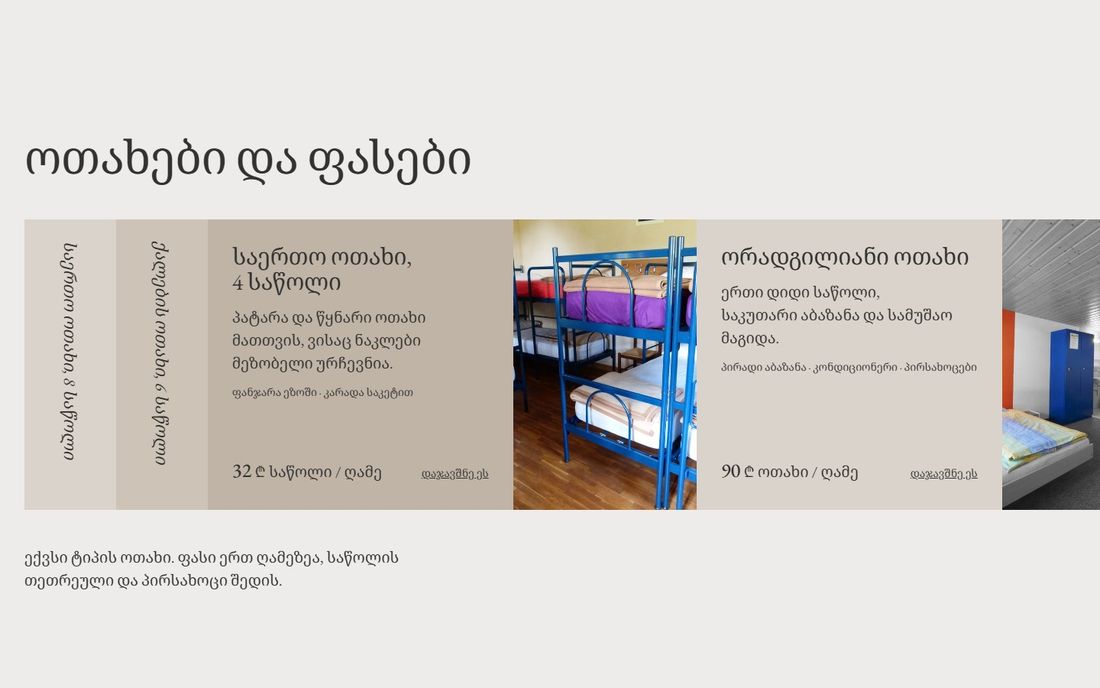 ოთახები და ფასები
საერთო ოთახი, 8 საწოლი
ქალების ოთახი, 6 საწოლი
საერთო ოთახი,
4 საწოლი
პატარა და წყნარი ოთახი
მათთვის, ვისაც ნაკლები
მეზობელი ურჩევნია.
ფანჯარა ეზოში · კარადა საკეტით
32 ₾ საწოლი / ღამე
დაჯავშნე ეს
ორადგილიანი ოთახი
ერთი დიდი საწოლი,
საკუთარი აბაზანა და სამუშაო
მაგიდა.
პირადი აბაზანა · კონდიციონერი · პირსახოცები
90 ₾ ოთახი / ღამე
დაჯავშნე ეს
ექვსი ტიპის ოთახი. ფასი ერთ ღამეზეა, საწოლის
თეთრეული და პირსახოცი შედის.